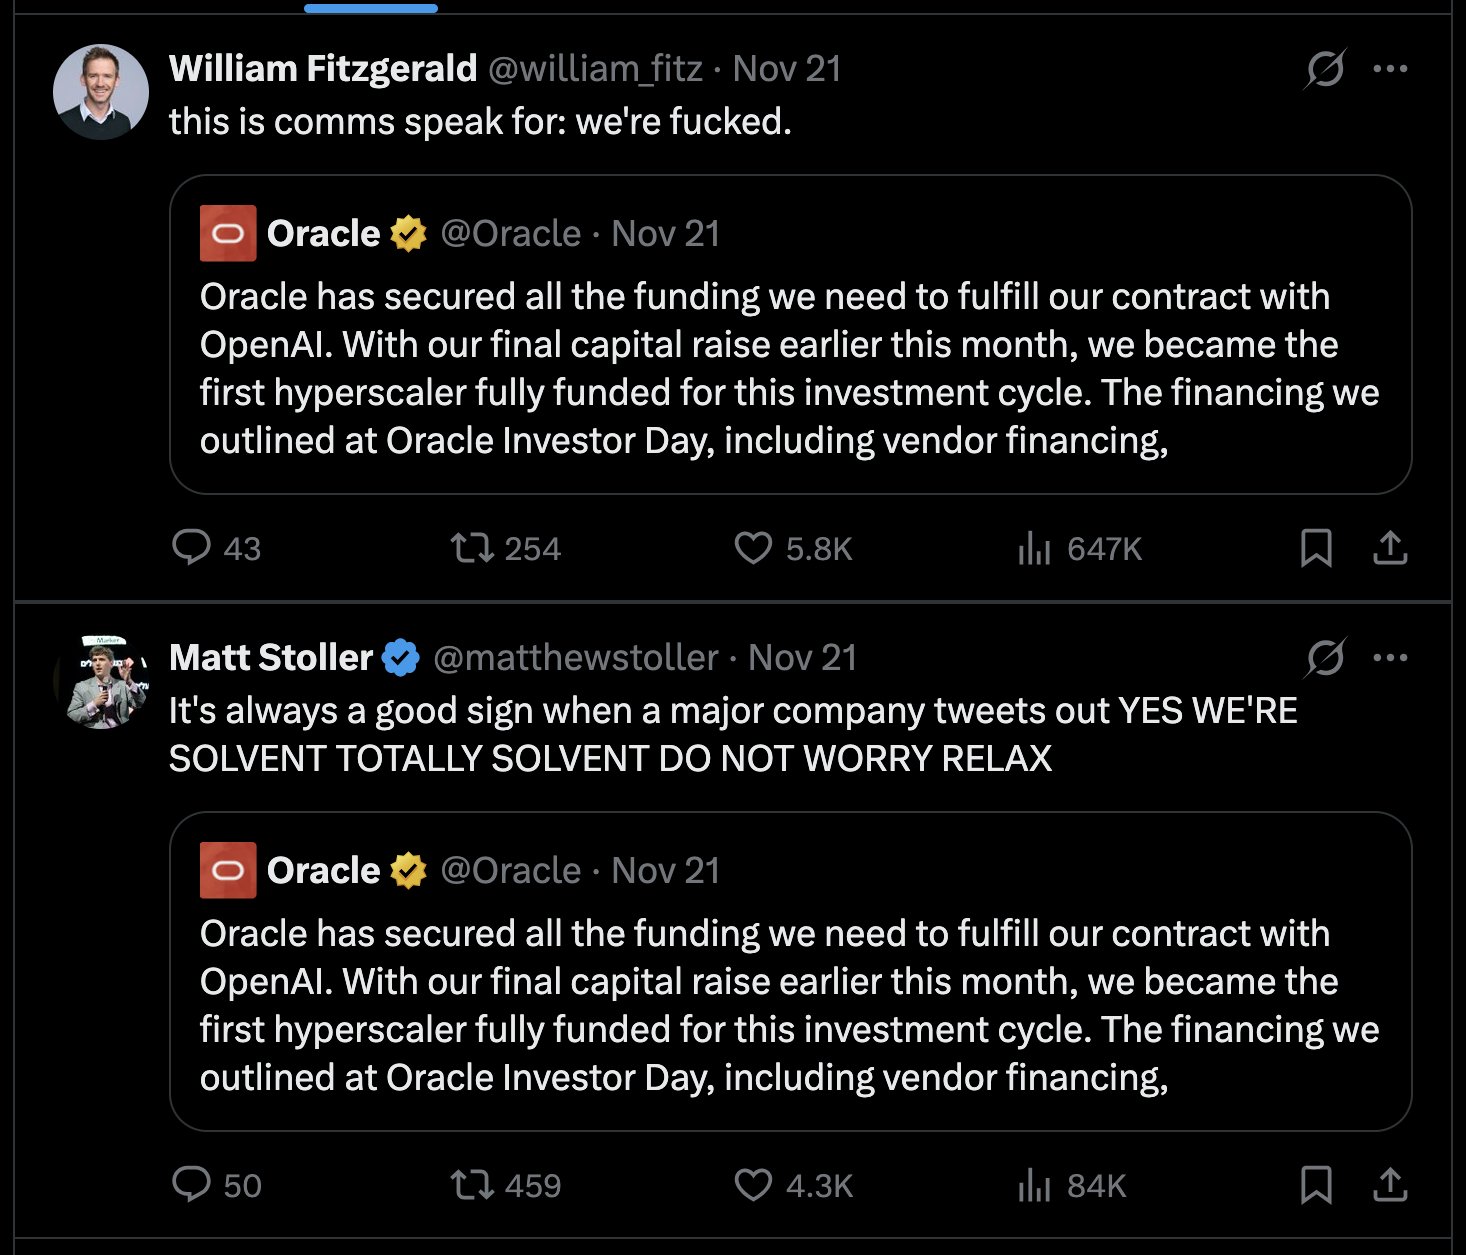 William Fitzgerald @william_fitz · Nov 21
this is comms speak for: we're fucked.
Oracle @Oracle · Nov 21
Oracle has secured all the funding we need to fulfill our contract with
OpenAI. With our final capital raise earlier this month, we became the
first hyperscaler fully funded for this investment cycle. The financing we
outlined at Oracle Investor Day, including vendor financing,
43 254 5.8K 647K
Matt Stoller @matthewstoller · Nov 21
It's always a good sign when a major company tweets out YES WE'RE
SOLVENT TOTALLY SOLVENT DO NOT WORRY RELAX
Oracle @Oracle · Nov 21
Oracle has secured all the funding we need to fulfill our contract with
OpenAI. With our final capital raise earlier this month, we became the
first hyperscaler fully funded for this investment cycle. The financing we
outlined at Oracle Investor Day, including vendor financing,
50 459 4.3K 84K